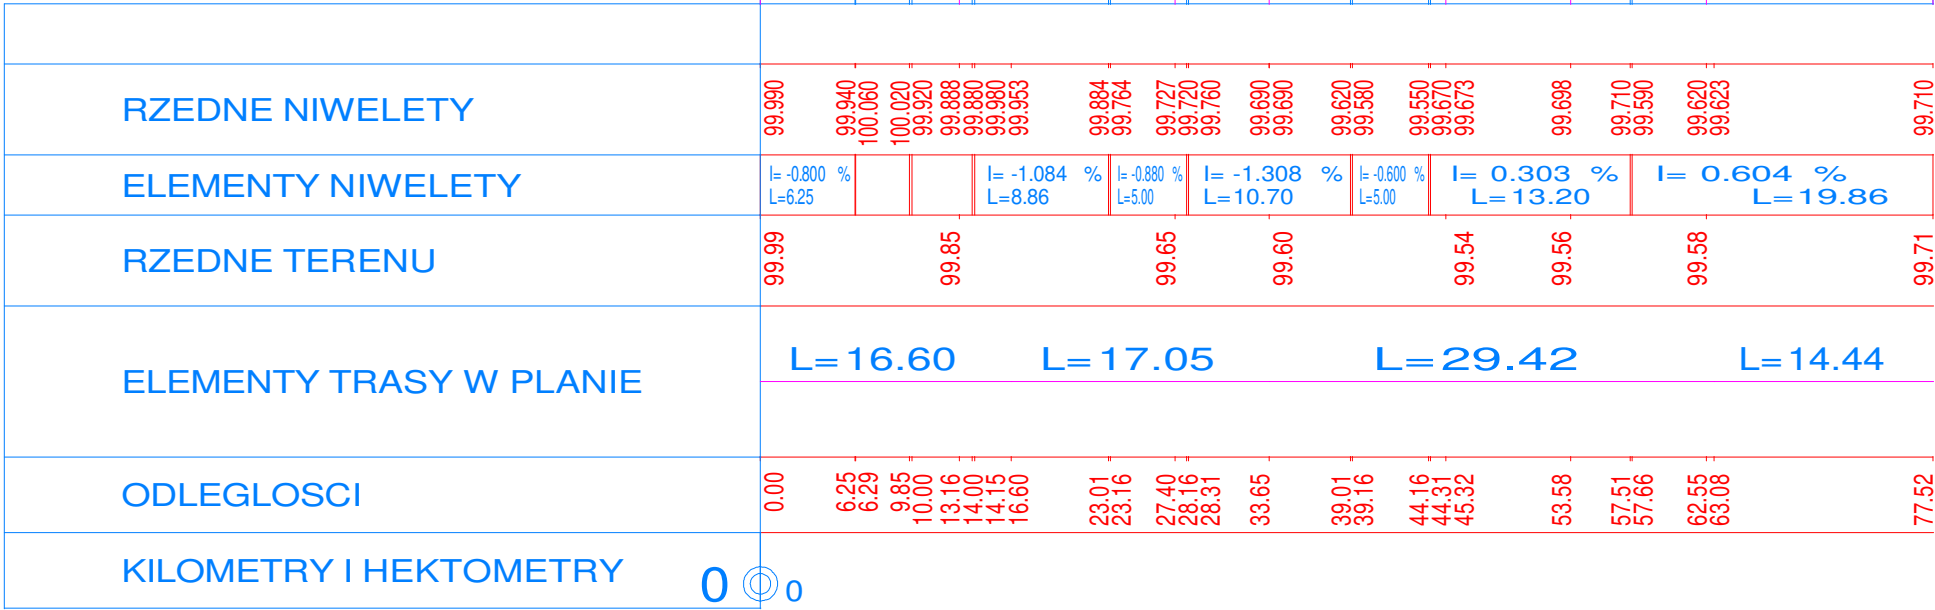 RZEDNE NIWELETY
99.990 99.940 100.060 100.020 99.920 99.888 99.880 99.980 99.953 99.884 99.764 99.727 99.720 99.760 99.690 99.690 99.620 99.580 99.550 99.670 99.673 99.698 99.710 99.590 99.620 99.623 99.710
ELEMENTY NIWELETY
I= -0.800 %
L=6.25
I= -1.084 %
L=8.86
I= -0.880 %
L=5.00
I= -1.308 %
L=10.70
I= -0.600 %
L=5.00
I= 0.303 %
L=13.20
I= 0.604 %
L=19.86
RZEDNE TERENU
99.99 99.85 99.65 99.60 99.54 99.56 99.58 99.71
ELEMENTY TRASY W PLANIE
L=16.60 L=17.05 L=29.42 L=14.44
ODLEGLOSCI
0.00 6.25 6.29 9.85 10.00 13.16 14.00 14.15 16.60 23.01 23.16 27.40 28.16 28.31 33.65 39.01 39.16 44.16 44.31 45.32 53.58 57.51 57.66 62.55 63.08 77.52
KILOMETRY I HEKTOMETRY
0 0